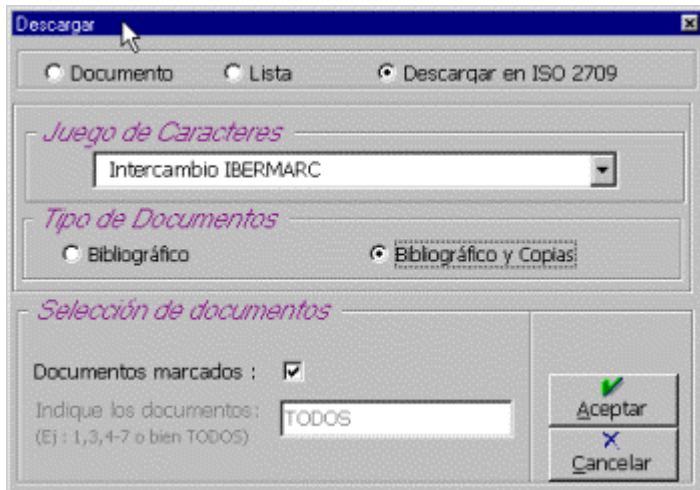 Descargar
Documento Lista Descargar en ISO 2709
Juego de Caracteres
Intercambio IBERMARC
Tipo de Documentos
Bibliográfico Bibliográfico y Copias
Selección de documentos
Documentos marcados :
Indique los documentos: TODOS
(Ej : 1,3,4-7 o bien TODOS)
Aceptar
Cancelar